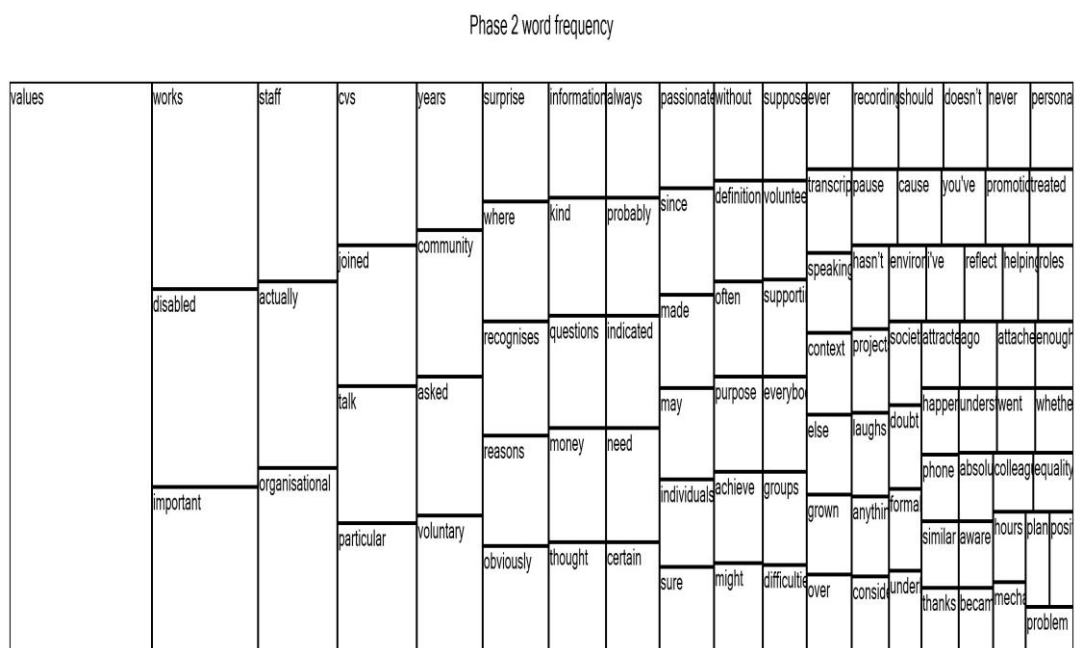 Phase 2 word frequency
values
works
disabled
important
staff
actually
organisational
cvs
joined
talk
particular
years
community
asked
voluntary
surprise
where
recognises
reasons
obviously
information
kind
questions
money
thought
always
probably
indicated
need
certain
passionate
since
made
may
individuals
sure
without
definition
often
purpose
achieve
might
suppose
voluntee
supporti
everybo
groups
difficultie
ever
transcrip
speaking
context
else
grown
over
recording
should
doesn't
never
persona
pause
cause
you've
promotic
treated
hasn't
environ
i've
reflect
helping
roles
project
laughs
anythin
conside
societ
doubt
forma
under
attracte
ago
attache
enough
happen
unders
went
whethe
phone
absolu
colleag
equality
similar
aware
hours
plan
posi
thanks
becam
mecha
problem